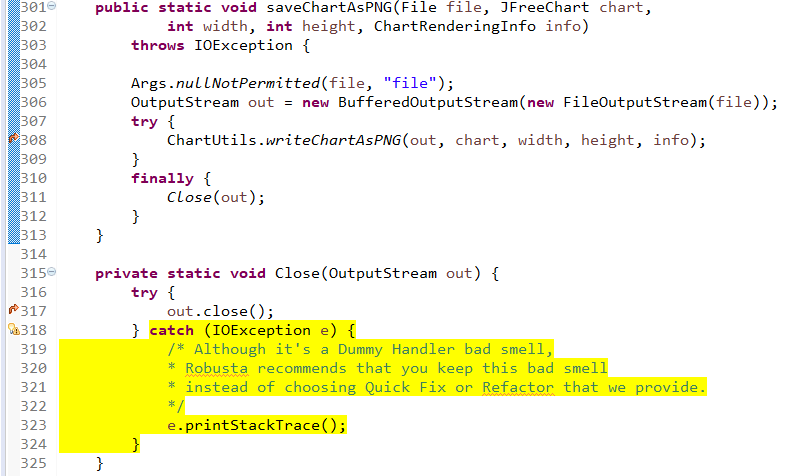 301 public static void saveChartAsPNG(File file, JFreeChart chart,
302 int width, int height, ChartRenderingInfo info)
303 throws IOException {
304
305 Args.nullNotPermitted(file, "file");
306 OutputStream out = new BufferedOutputStream(new FileOutputStream(file));
307 try {
308 ChartUtils.writeChartAsPNG(out, chart, width, height, info);
309 }
310 finally {
311 Close(out);
312 }
313 }
314
315 private static void Close(OutputStream out) {
316 try {
317 out.close();
318 } catch (IOException e) {
319 /* Although it's a Dummy Handler bad smell,
320 * Robusta recommends that you keep this bad smell
321 * instead of choosing Quick Fix or Refactor that we provide.
322 */
323 e.printStackTrace();
324 }
325 }